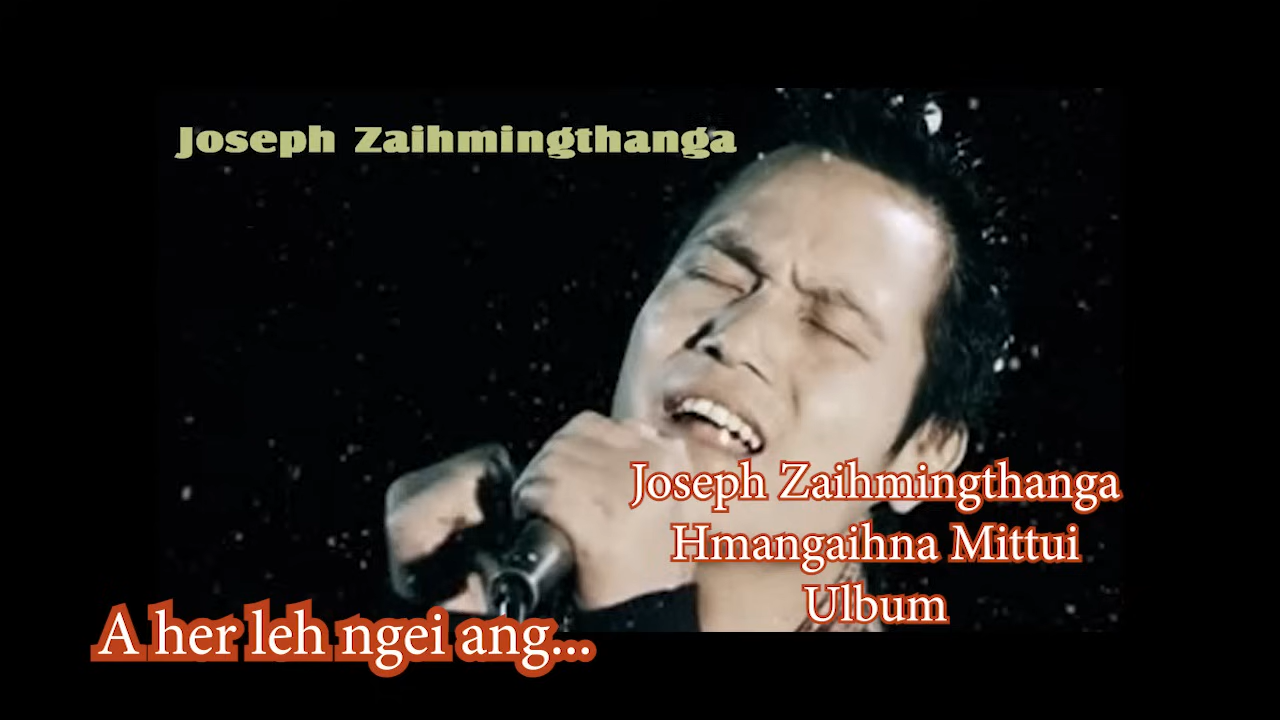 Joseph Zaihmingthanga
Joseph Zaihmingthanga
Hmangaihna Mittui
Ulbum
A her leh ngei ang...